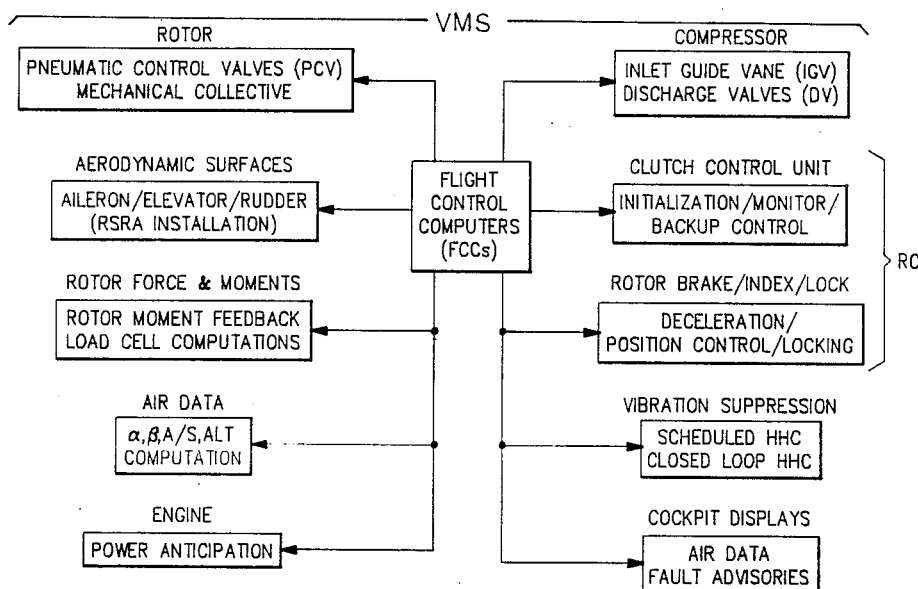 VMS
ROTOR
PNEUMATIC CONTROL VALVES (PCV)
MECHANICAL COLLECTIVE
AERODYNAMIC SURFACES
AILERON/ELEVATOR/RUDDER
(RSRA INSTALLATION)
ROTOR FORCE & MOMENTS
ROTOR MOMENT FEEDBACK
LOAD CELL COMPUTATIONS
AIR DATA
α,β,A/S,ALT
COMPUTATION
ENGINE
POWER ANTICIPATION
FLIGHT
CONTROL
COMPUTERS
(FCCs)
COMPRESSOR
INLET GUIDE VANE (IGV)
DISCHARGE VALVES (DV)
CLUTCH CONTROL UNIT
INITIALIZATION/MONITOR/
BACKUP CONTROL
ROTOR BRAKE/INDEX/LOCK
DECELERATION/
POSITION CONTROL/LOCKING
VIBRATION SUPPRESSION
SCHEDULED HHC
CLOSED LOOP HHC
COCKPIT DISPLAYS
AIR DATA
FAULT ADVISORIES